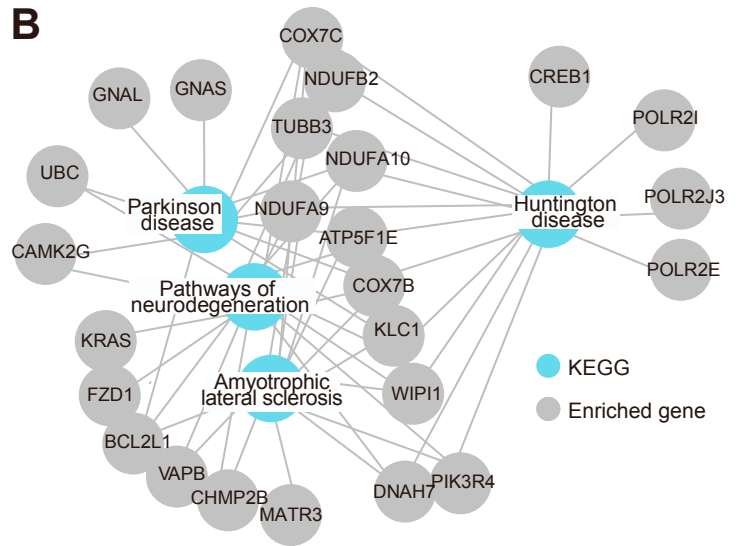 B
COX7C
NDUFB2
CREB1
GNAL
GNAS
POLR2I
TUBB3
NDUFA10
UBC
Parkinson
disease
NDUFA9
Huntington
disease
POLR2J3
ATP5F1E
CAMK2G
POLR2E
Pathways of
neurodegeneration
COX7B
KLC1
KRAS
KEGG
Amyotrophic
lateral sclerosis
FZD1
WIPI1
Enriched gene
BCL2L1
VAPB
CHMP2B
DNAH7
PIK3R4
MATR3